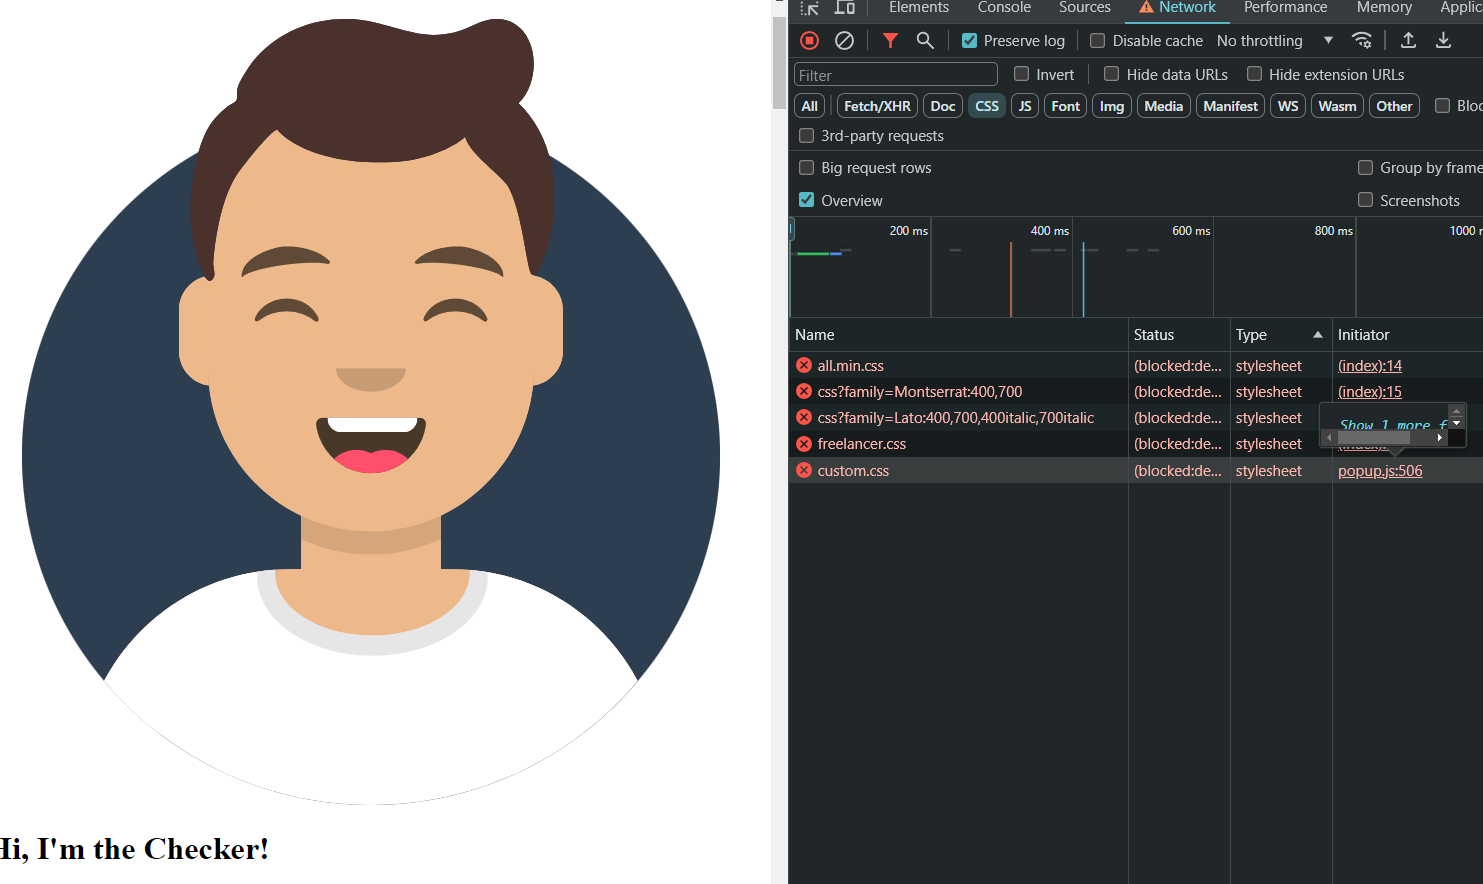 Elements Console Sources Network Performance Memory
Preserve log Disable cache No throttling
Filter Invert Hide data URLs Hide extension URLs
All Fetch/XHR Doc CSS JS Font Img Media Manifest WS Wasm Other
3rd-party requests
Big request rows Group by frame
Overview Screenshots
200 ms 400 ms 600 ms 800 ms 1000
Name Status Type Initiator
all.min.css (blocked:de... stylesheet (index):14
css?family=Montserrat:400,700 (blocked:de... stylesheet (index):15
css?family=Lato:400,700,400italic,700italic (blocked:de... stylesheet
Show 1 more f
freelancer.css (blocked:de... stylesheet
custom.css (blocked:de... stylesheet popup.js:506
Hi, I'm the Checker!